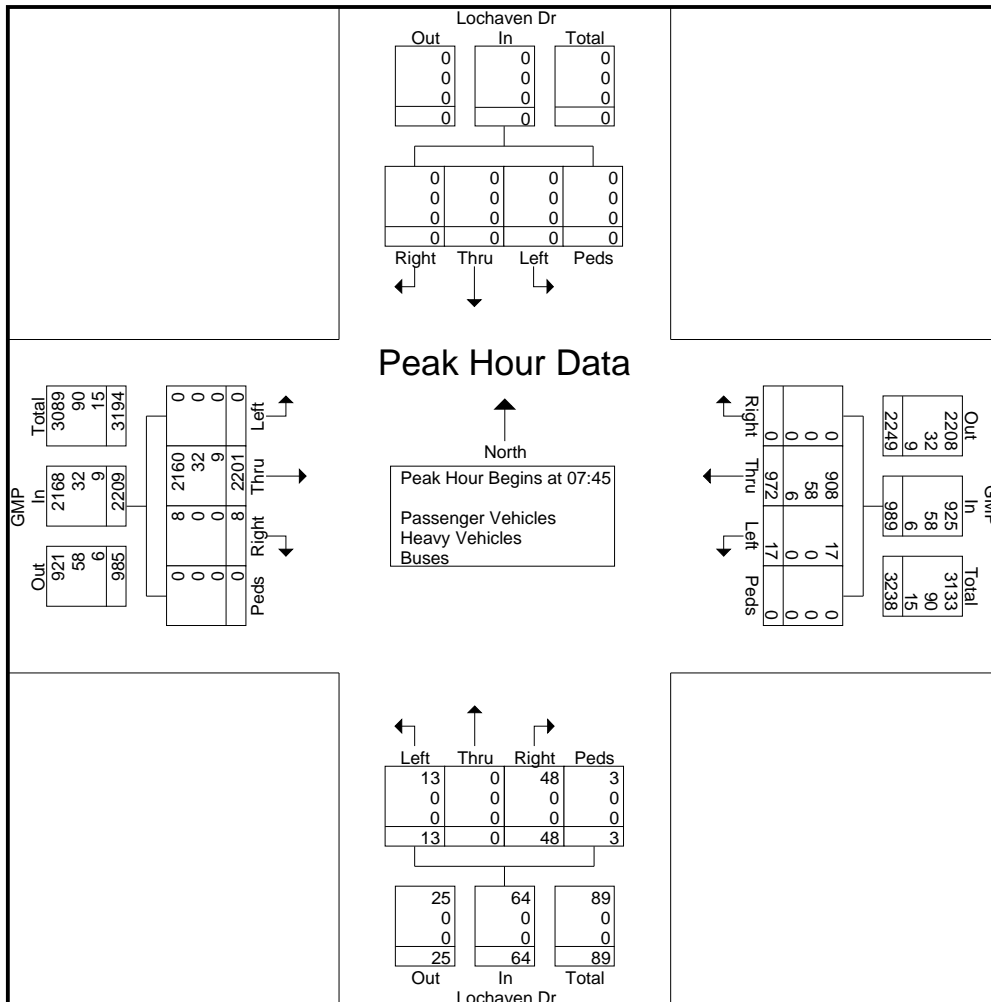 Lochaven Dr
Out In Total
0 0 0
0 0 0
0 0 0
0 0 0
0 0 0 0
0 0 0 0
0 0 0 0
0 0 0 0
Right Thru Left Peds
Peak Hour Data
North
Peak Hour Begins at 07:45
Passenger Vehicles
Heavy Vehicles
Buses
GMP
Out In Total
921 2168 3089
58 32 90
6 9 15
985 2209 3194
Peds Right Thru Left
0 8 2160 0
0 0 32 0
0 0 9 0
0 8 2201 0
GMP
Out In Total
2208 925 3133
32 58 90
9 6 15
2249 989 3238
Right Thru Left Peds
0 908 17 0
0 58 0 0
0 6 0 0
0 972 17 0
Left Thru Right Peds
13 0 48 3
0 0 0 0
0 0 0 0
13 0 48 3
25 64 89
0 0 0
0 0 0
25 64 89
Out In Total
Lochaven Dr